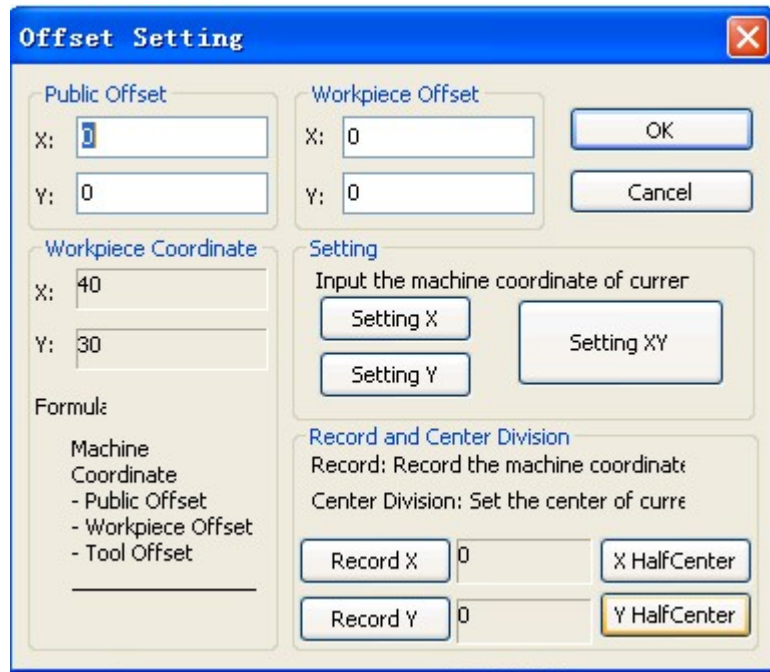 Offset Setting
Public Offset
X: 0
Y: 0
Workpiece Offset
X: 0
Y: 0
OK
Cancel
Workpiece Coordinate
X: 40
Y: 30
Formula
Machine
Coordinate
- Public Offset
- Workpiece Offset
- Tool Offset
Setting
Input the machine coordinate of curren
Setting X
Setting Y
Setting XY
Record and Center Division
Record: Record the machine coordinate
Center Division: Set the center of curre
Record X 0 X HalfCenter
Record Y 0 Y HalfCenter